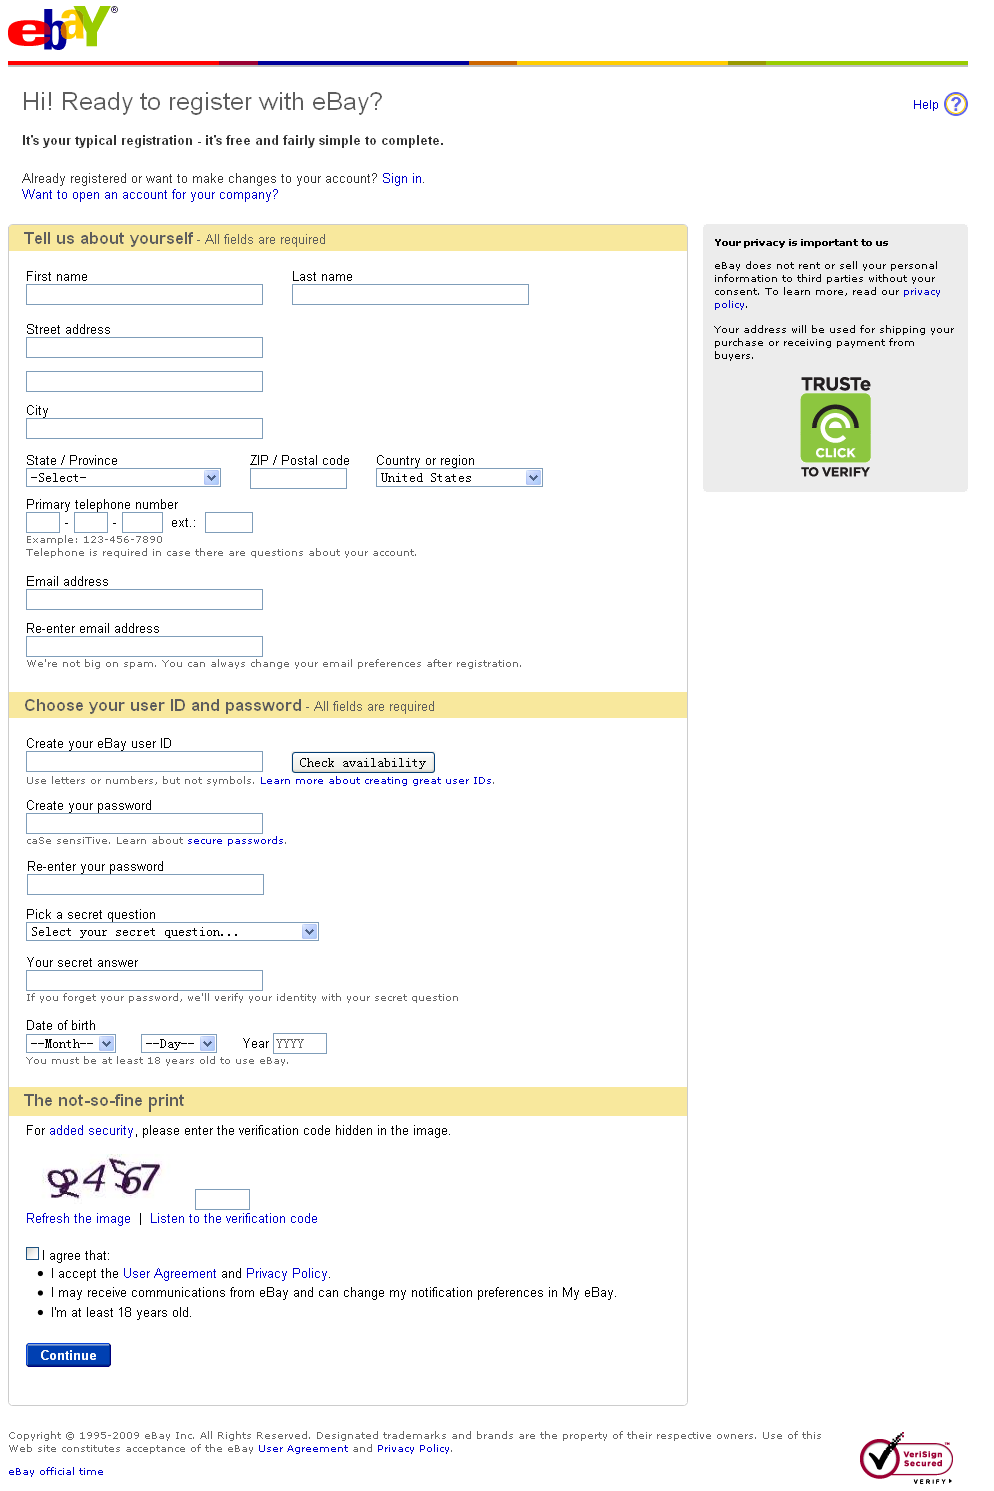 ebaY®
Hi! Ready to register with eBay?
Help ?
It's your typical registration - it's free and fairly simple to complete.
Already registered or want to make changes to your account? Sign in.
Want to open an account for your company?
Tell us about yourself - All fields are required
First name Last name
Street address
City
State / Province ZIP / Postal code Country or region
-Select- United States
Primary telephone number
- - ext.:
Example: 123-456-7890
Telephone is required in case there are questions about your account.
Email address
Re-enter email address
We're not big on spam. You can always change your email preferences after registration.
Choose your user ID and password - All fields are required
Create your eBay user ID
Check availability
Use letters or numbers, but not symbols. Learn more about creating great user IDs.
Create your password
caSe sensiTive. Learn about secure passwords.
Re-enter your password
Pick a secret question
Select your secret question...
Your secret answer
If you forget your password, we'll verify your identity with your secret question
Date of birth
--Month-- --Day-- Year YYYY
You must be at least 18 years old to use eBay.
The not-so-fine print
For added security, please enter the verification code hidden in the image.
Refresh the image | Listen to the verification code
I agree that:
• I accept the User Agreement and Privacy Policy.
• I may receive communications from eBay and can change my notification preferences in My eBay.
• I'm at least 18 years old.
Continue
Your privacy is important to us
eBay does not rent or sell your personal
information to third parties without your
consent. To learn more, read our privacy
policy.
Your address will be used for shipping your
purchase or receiving payment from
buyers.
TRUSTe
e
CLICK
TO VERIFY
Copyright © 1995-2009 eBay Inc. All Rights Reserved. Designated trademarks and brands are the property of their respective owners. Use of this
Web site constitutes acceptance of the eBay User Agreement and Privacy Policy.
eBay official time
VeriSign™
Secured
VERIFY